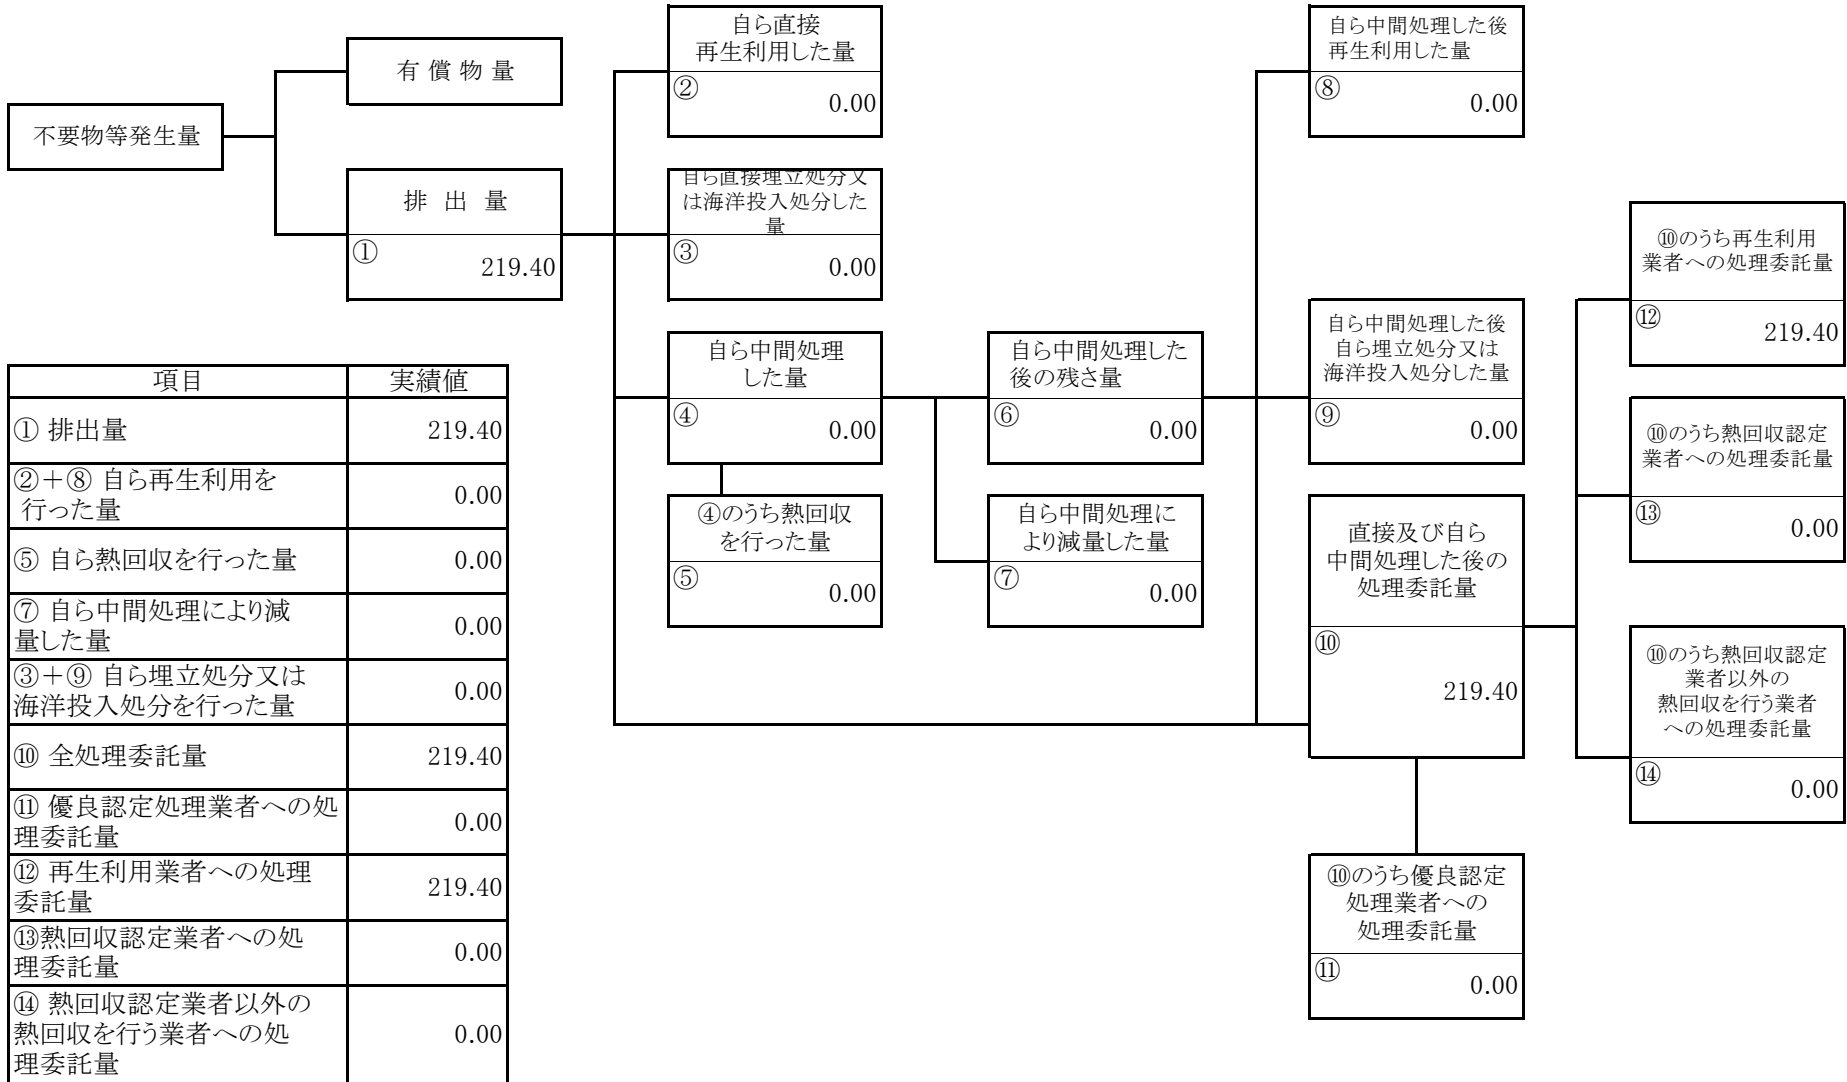 不要物等発生量
有 償 物 量
排 出 量
①
219.40
自ら直接
再生利用した量
②
0.00
自ら直接埋立処分又
は海洋投入処分した
量
③
0.00
自ら中間処理
した量
④
0.00
④のうち熱回収
を行った量
⑤
0.00
自ら中間処理した
後の残さ量
⑥
0.00
自ら中間処理に
より減量した量
⑦
0.00
自ら中間処理した後
再生利用した量
⑧
0.00
自ら中間処理した後
自ら埋立処分又は
海洋投入処分した量
⑨
0.00
直接及び自ら
中間処理した後の
処理委託量
⑩
219.40
⑩のうち優良認定
処理業者への
処理委託量
⑪
0.00
⑩のうち再生利用
業者への処理委託量
⑫
219.40
⑩のうち熱回収認定
業者への処理委託量
⑬
0.00
⑩のうち熱回収認定
業者以外の
熱回収を行う業者
への処理委託量
⑭
0.00
項目 実績値
① 排出量 219.40
②+⑧ 自ら再生利用を
行った量 0.00
⑤ 自ら熱回収を行った量 0.00
⑦ 自ら中間処理により減
量した量 0.00
③+⑨ 自ら埋立処分又は
海洋投入処分を行った量 0.00
⑩ 全処理委託量 219.40
⑪ 優良認定処理業者への処
理委託量 0.00
⑫ 再生利用業者への処理
委託量 219.40
⑬熱回収認定業者への処
理委託量 0.00
⑭ 熱回収認定業者以外の
熱回収を行う業者への処
理委託量 0.00